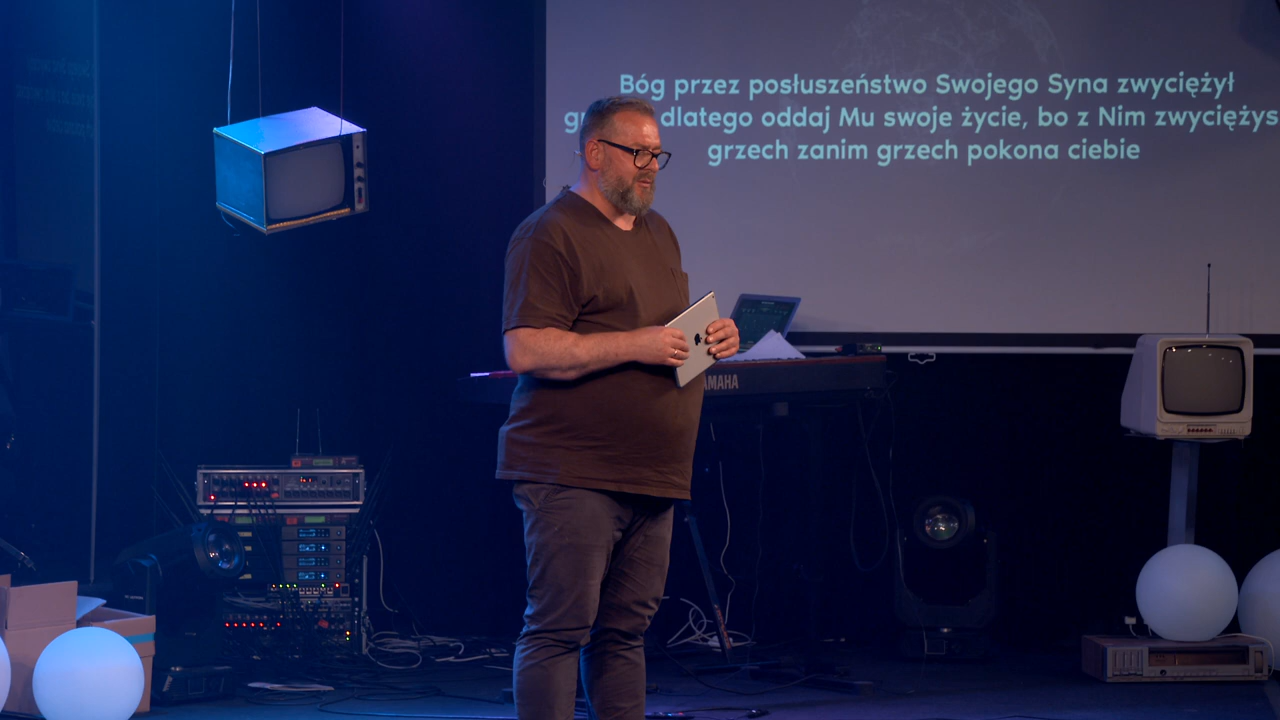 Bóg przez posłuszeństwo Swojego Syna zwyciężył
dlatego oddaj Mu swoje życie, bo z Nim zwyciężys
grzech zanim grzech pokona ciebie
AMAHA